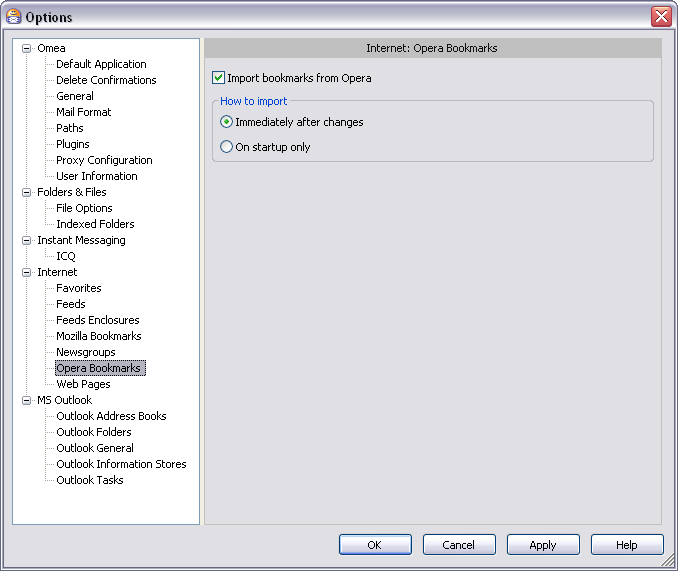 Options
Omea
Default Application
Delete Confirmations
General
Mail Format
Paths
Plugins
Proxy Configuration
User Information
Folders & Files
File Options
Indexed Folders
Instant Messaging
ICQ
Internet
Favorites
Feeds
Feeds Enclosures
Mozilla Bookmarks
Newsgroups
Opera Bookmarks
Web Pages
MS Outlook
Outlook Address Books
Outlook Folders
Outlook General
Outlook Information Stores
Outlook Tasks
Internet: Opera Bookmarks
Import bookmarks from Opera
How to import
Immediately after changes
On startup only
OK Cancel Apply Help